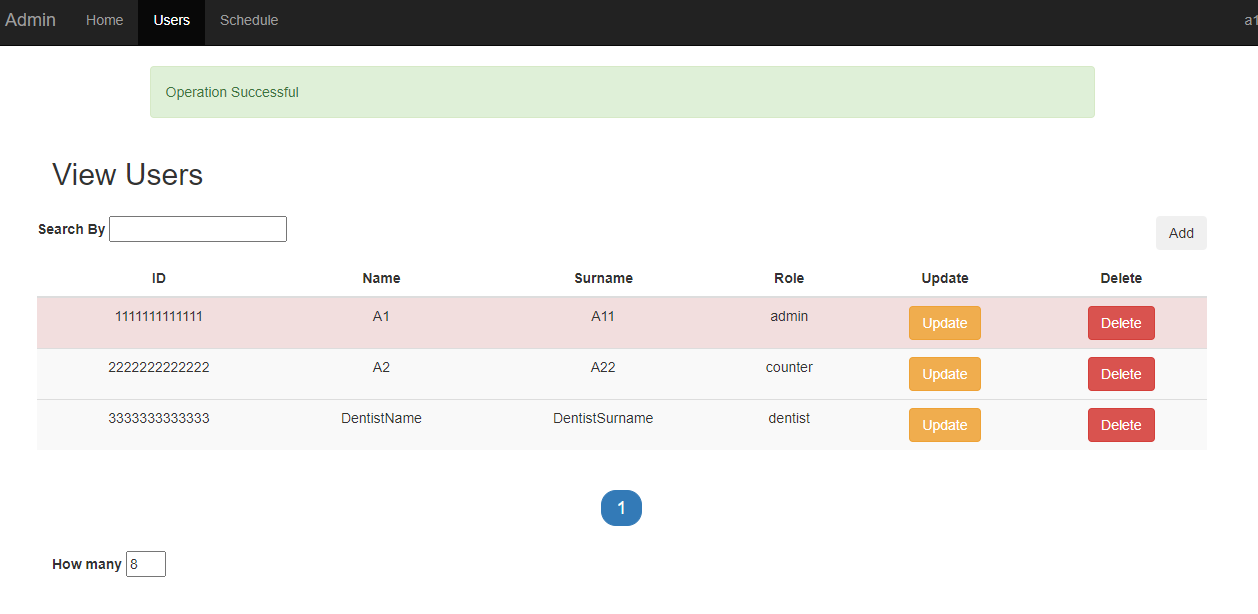 Admin Home Users Schedule a1
Operation Successful
View Users
Search By
Add
ID Name Surname Role Update Delete
1111111111111 A1 A11 admin Update Delete
2222222222222 A2 A22 counter Update Delete
3333333333333 DentistName DentistSurname dentist Update Delete
1
How many 8